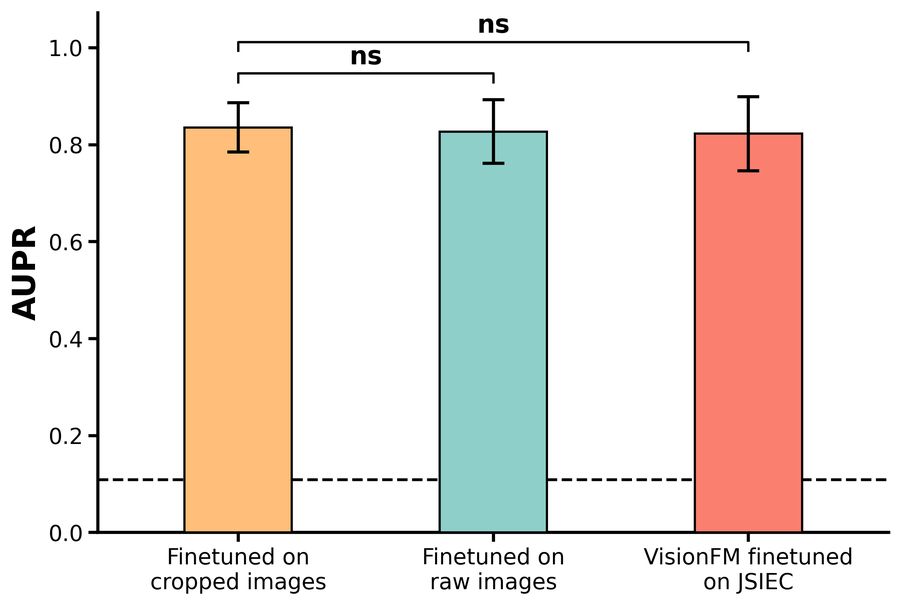 ns
ns
1.0
0.8
0.6
0.4
0.2
0.0
AUPR
Finetuned on
cropped images
Finetuned on
raw images
VisionFM finetuned
on JSIEC